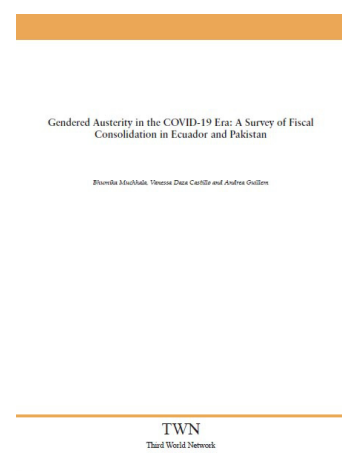 Gendered Austerity in the COVID-19 Era: A Survey of Fiscal
Consolidation in Ecuador and Pakistan
Bhumika Muchhala, Vanessa Daza Castillo and Andrea Guillem
TWN
Third World Network